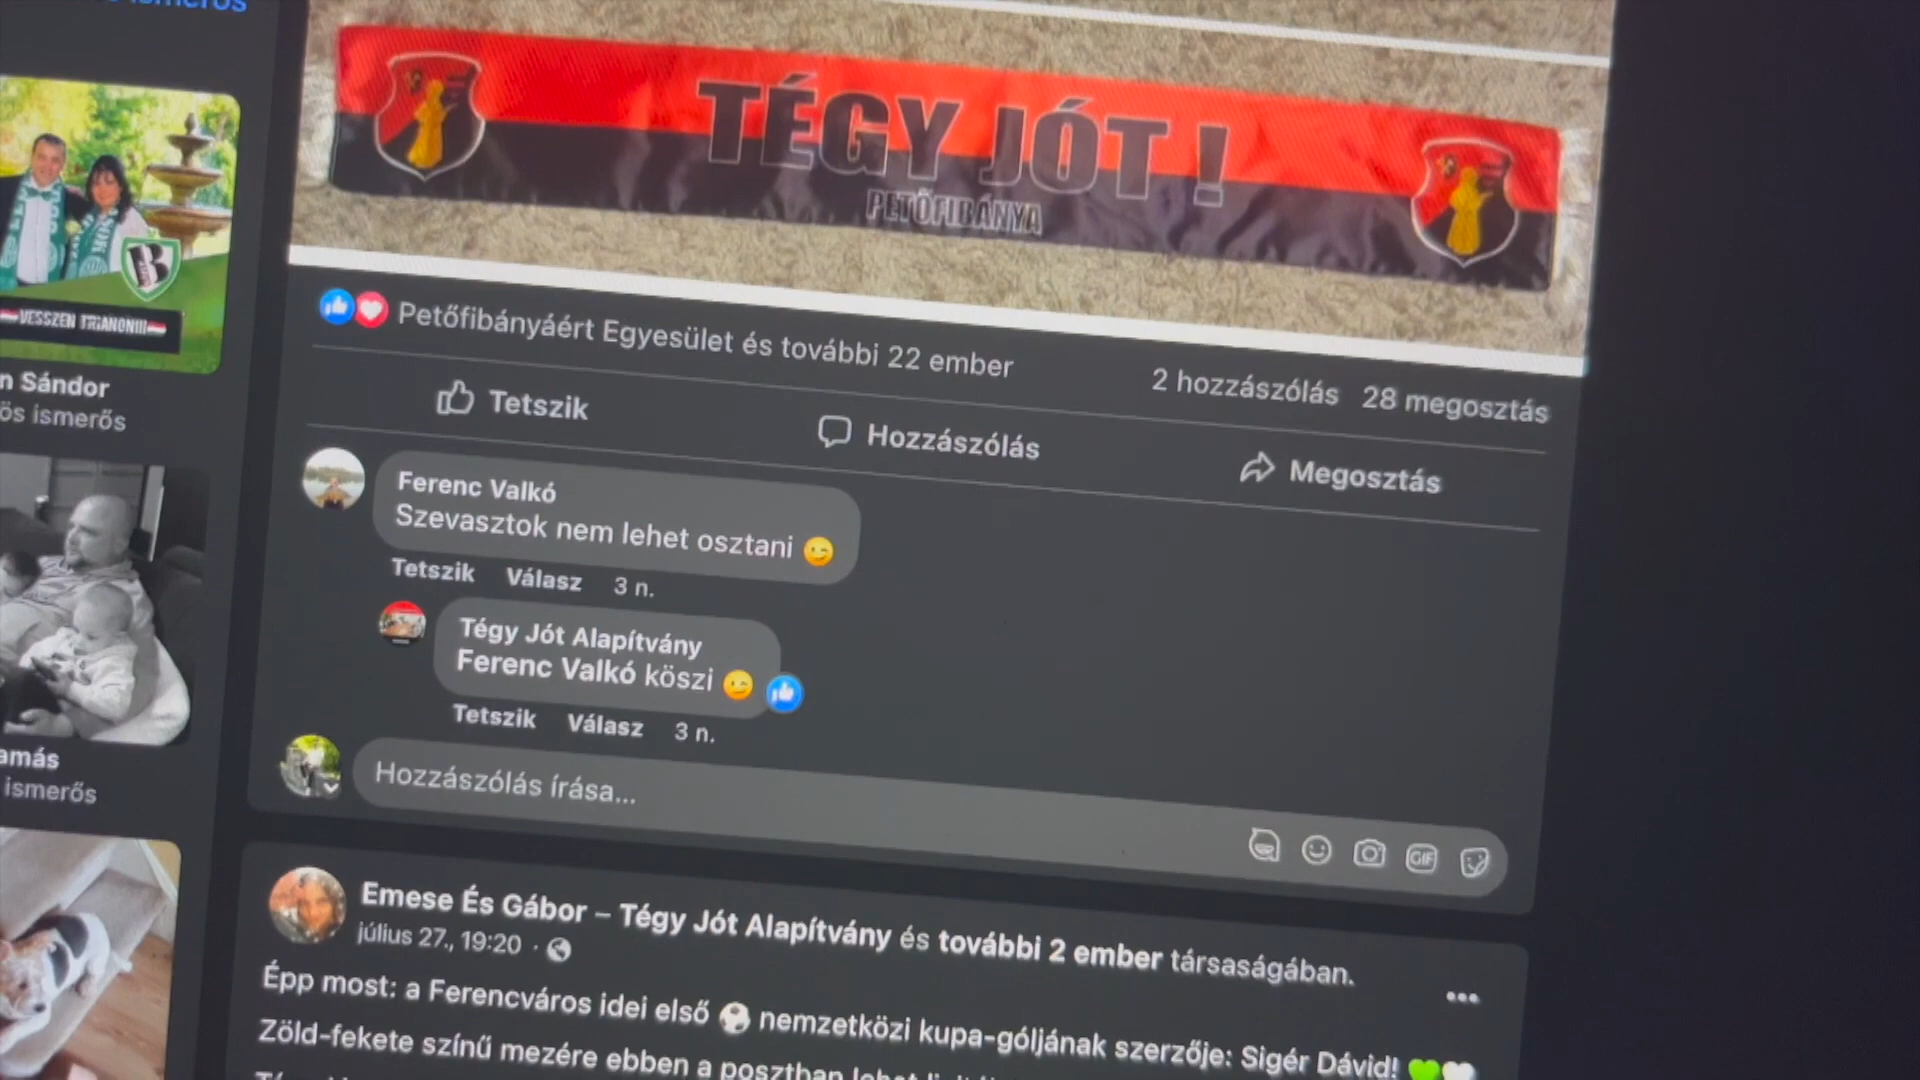 ismerős
TÉGY JÓT !
PETŐFIBÁNYA
VESSZEN TRIANON!!!
Petőfibányáért Egyesület és további 22 ember
2 hozzászólás 28 megosztás
n Sándor
ös ismerős
Tetszik
Hozzászólás
Megosztás
Ferenc Valkó
Szevasztok nem lehet osztani 😉
Tetszik Válasz 3 n.
Tégy Jót Alapítvány
Ferenc Valkó köszi 😉
Tetszik Válasz 3 n.
amás
ismerős
Hozzászólás írása...
GIF
Emese És Gábor – Tégy Jót Alapítvány és további 2 ember társaságában.
július 27., 19:20 ·
Épp most: a Ferencváros idei első ⚽ nemzetközi kupa-góljának szerzője: Sigér Dávid! 💚🤍
Zöld-fekete színű mezére ebben a posztban lehet